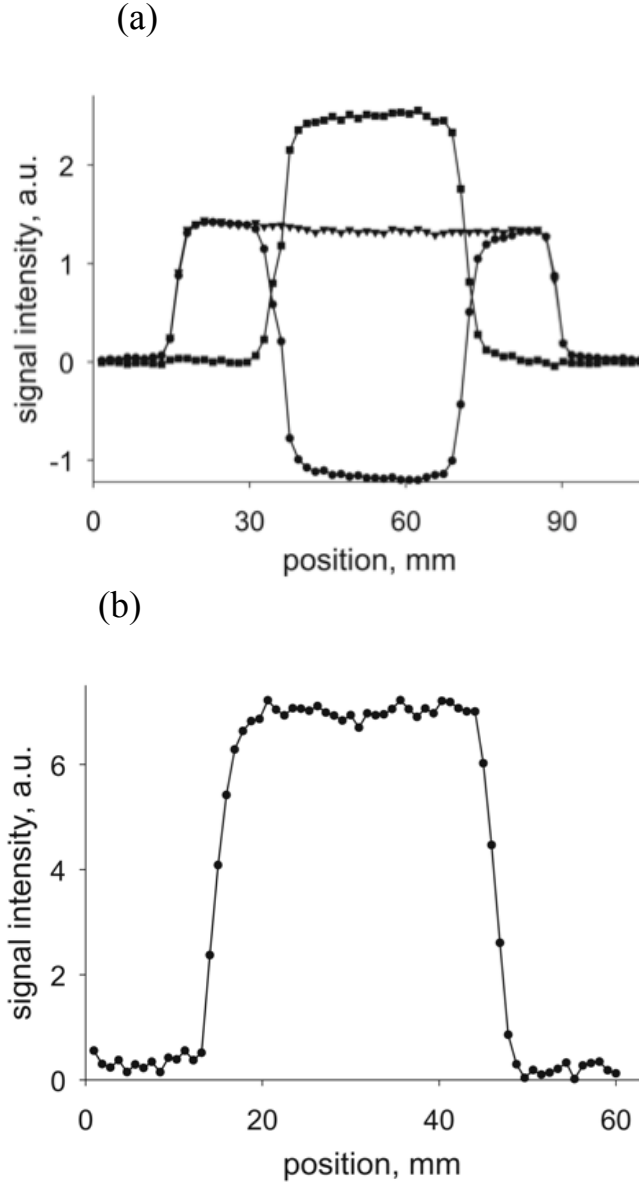 (a)
signal intensity, a.u.
2
1
0
-1
0 30 60 90
position, mm
(b)
signal intensity, a.u.
6
4
2
0
0 20 40 60
position, mm